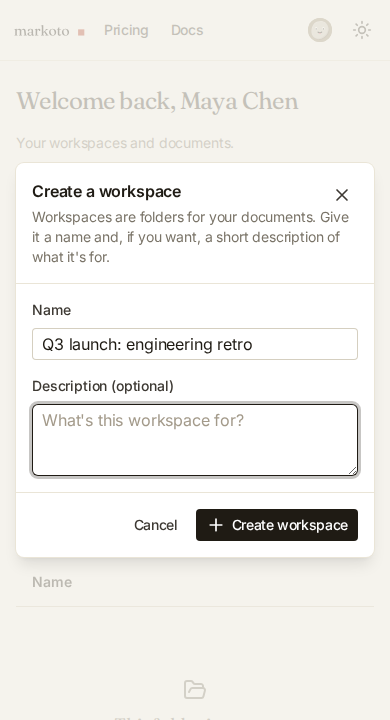 markoto
Pricing
Docs
Welcome back, Maya Chen
Your workspaces and documents.
Create a workspace
Workspaces are folders for your documents. Give
it a name and, if you want, a short description of
what it's for.
Name
Q3 launch: engineering retro
Description (optional)
What's this workspace for?
Cancel
Create workspace
Name